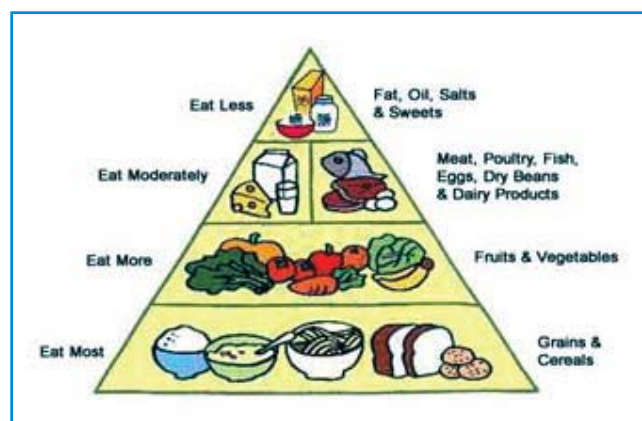 Eat Less
Fat, Oil, Salts
& Sweets
Eat Moderately
Meat, Poultry, Fish,
Eggs, Dry Beans
& Dairy Products
Eat More
Fruits & Vegetables
Eat Most
Grains &
Cereals